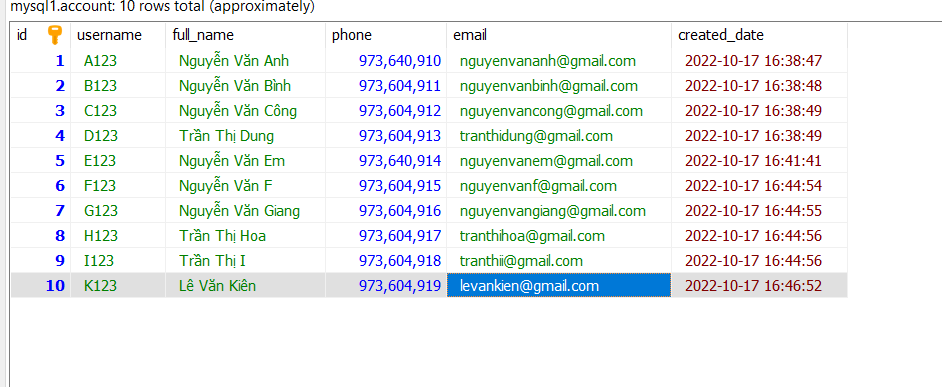 mysql1.account: 10 rows total (approximately)
id username full_name phone email created_date
1 A123 Nguyễn Văn Anh 973,640,910 nguyenvananh@gmail.com 2022-10-17 16:38:47
2 B123 Nguyễn Văn Bình 973,604,911 nguyenvanbinh@gmail.com 2022-10-17 16:38:48
3 C123 Nguyễn Văn Công 973,604,912 nguyenvancong@gmail.com 2022-10-17 16:38:49
4 D123 Trần Thị Dung 973,604,913 tranthidung@gmail.com 2022-10-17 16:38:49
5 E123 Nguyễn Văn Em 973,640,914 nguyenvanem@gmail.com 2022-10-17 16:41:41
6 F123 Nguyễn Văn F 973,604,915 nguyenvanf@gmail.com 2022-10-17 16:44:54
7 G123 Nguyễn Văn Giang 973,604,916 nguyenvangiang@gmail.com 2022-10-17 16:44:55
8 H123 Trần Thị Hoa 973,604,917 tranthihoa@gmail.com 2022-10-17 16:44:56
9 I123 Trần Thị I 973,604,918 tranthii@gmail.com 2022-10-17 16:44:56
10 K123 Lê Văn Kiên 973,604,919 levankien@gmail.com 2022-10-17 16:46:52